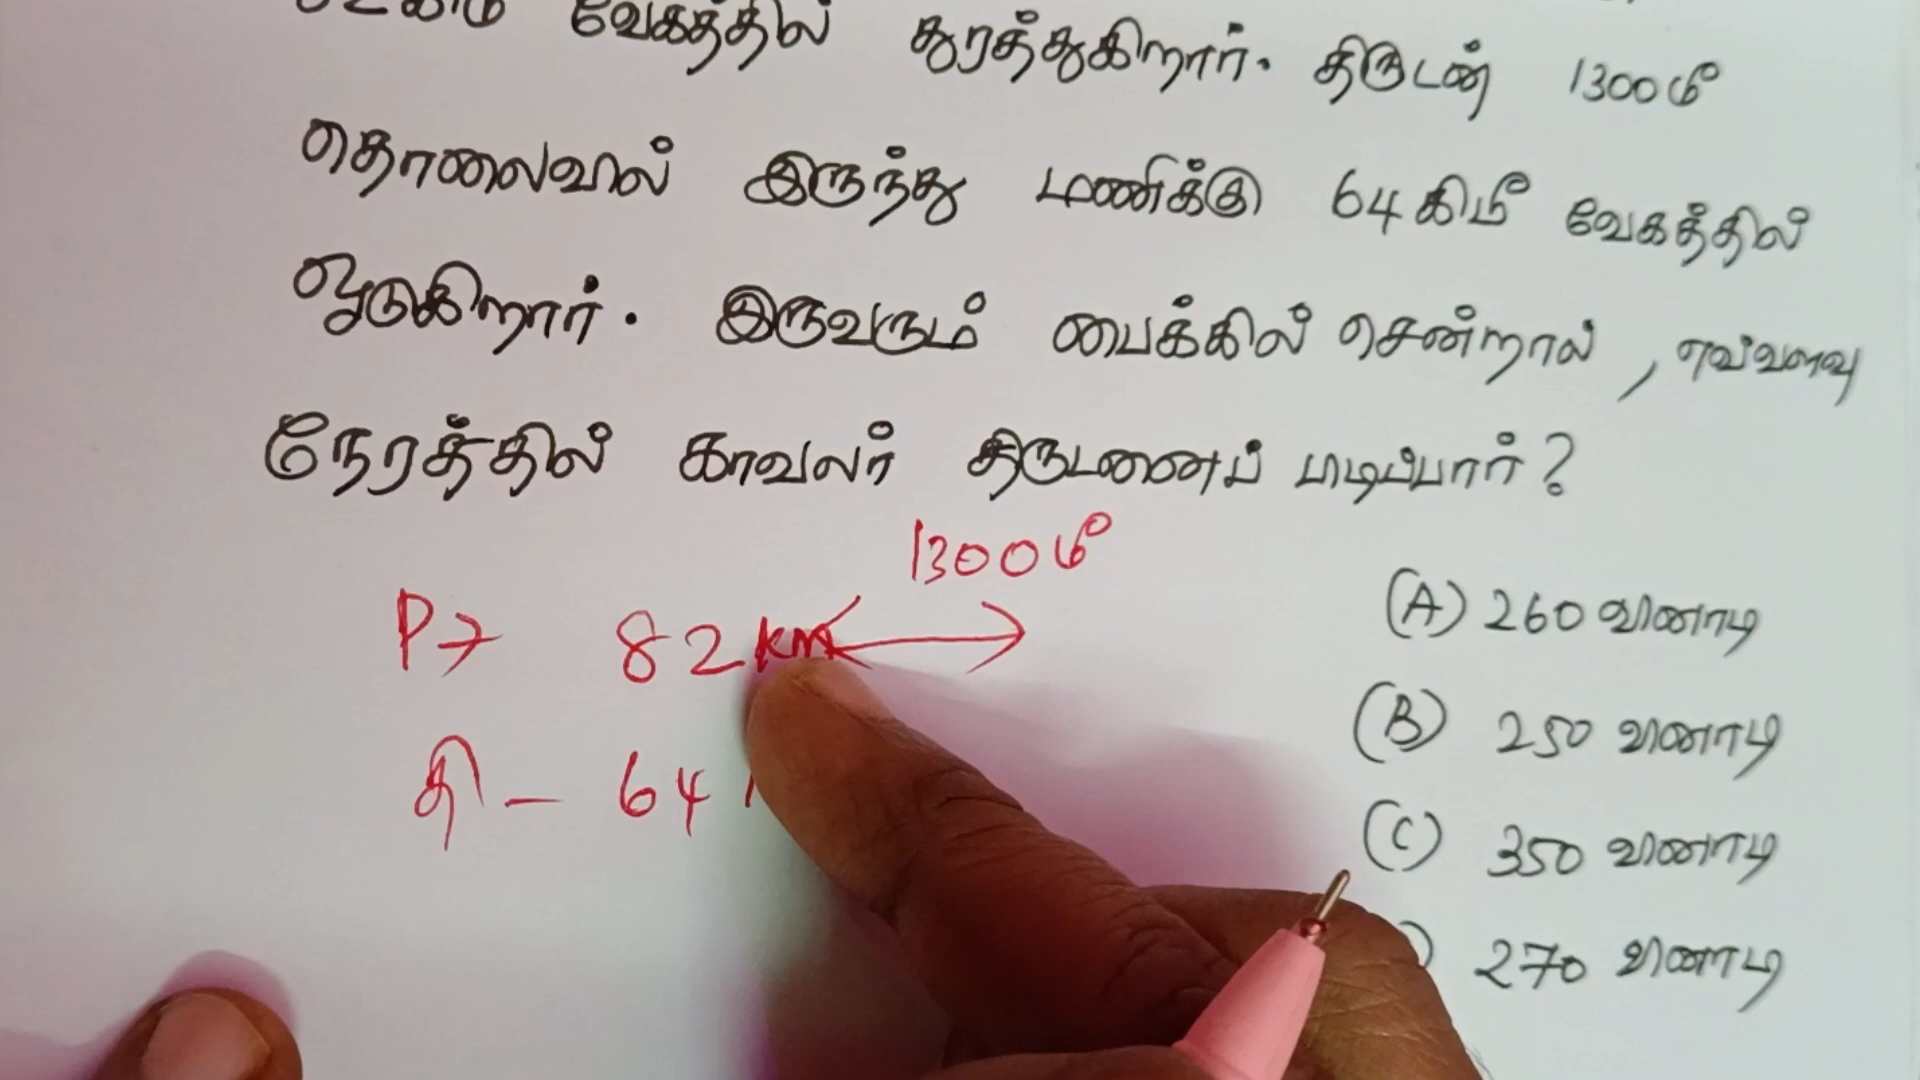 வேகத்தில் துரத்துகிறார். திருடன் 1300மீ
தொலைவில் இருந்து மணிக்கு 64கிமீ வேகத்தில்
ஓடுகிறார். இருவரும் பைக்கில் சென்றால், எவ்வளவு
நேரத்தில் காவலர் திருடனைப் பிடிப்பார்?
1300மீ
P→ 82km
தி - 64
(A) 260 வினாடி
(B) 250 வினாடி
(C) 350 வினாடி
270 வினாடி